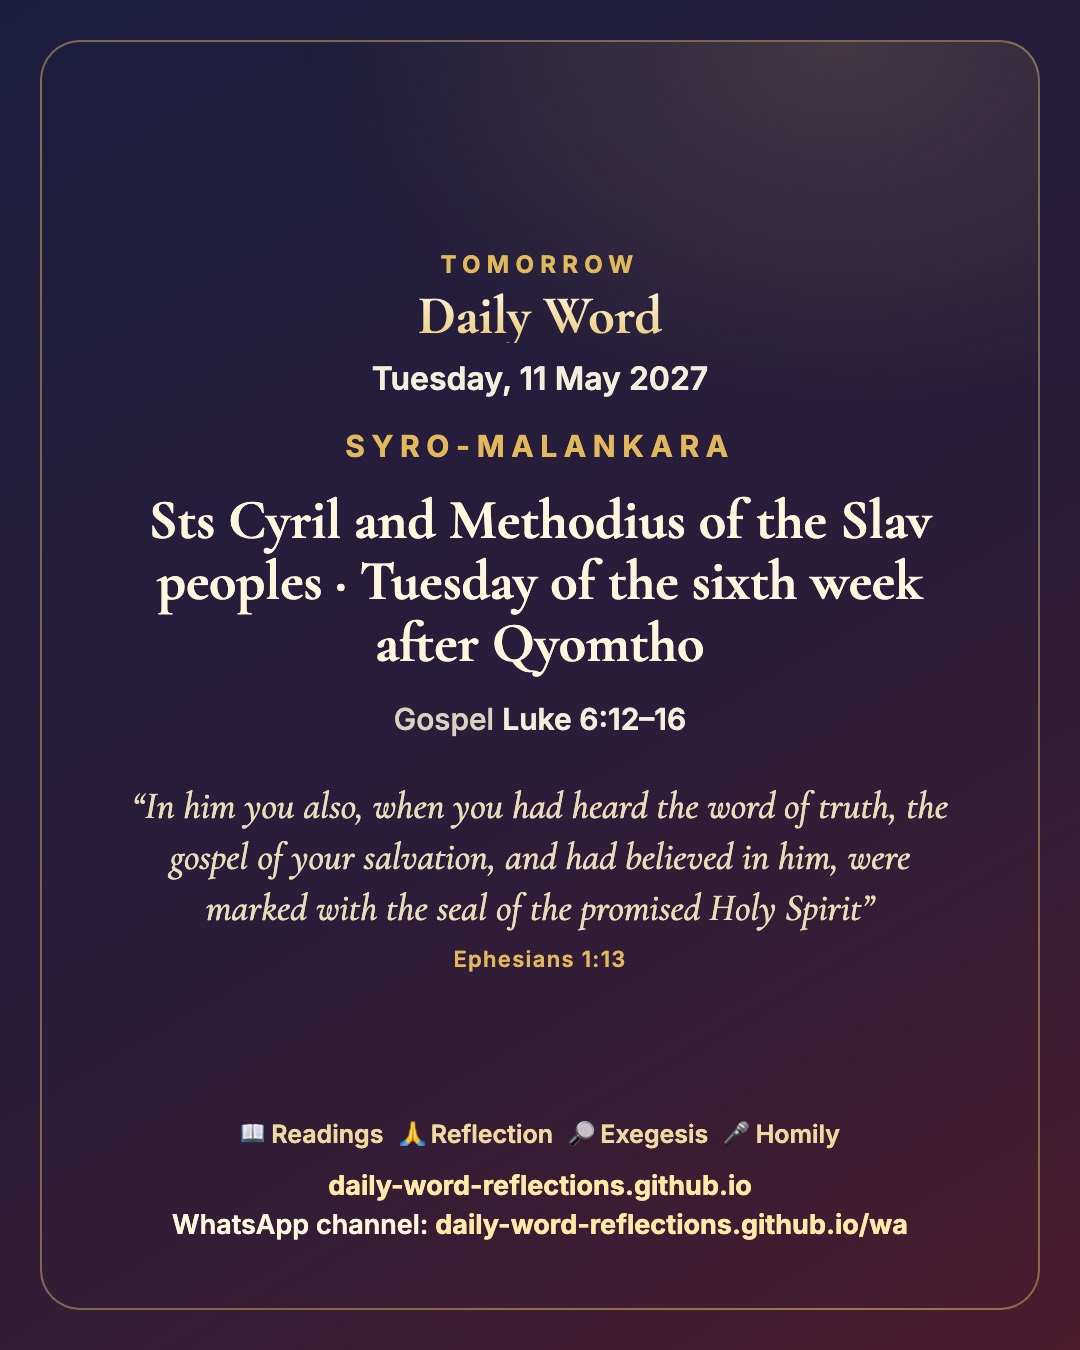 TOMORROW
Daily Word
Tuesday, 11 May 2027
SYRO-MALANKARA
Sts Cyril and Methodius of the Slav
peoples · Tuesday of the sixth week
after Qyomtho
Gospel Luke 6:12–16
“In him you also, when you had heard the word of truth, the
gospel of your salvation, and had believed in him, were
marked with the seal of the promised Holy Spirit”
Ephesians 1:13
📖 Readings 🙏 Reflection 🔎 Exegesis 🎤 Homily
daily-word-reflections.github.io
WhatsApp channel: daily-word-reflections.github.io/wa